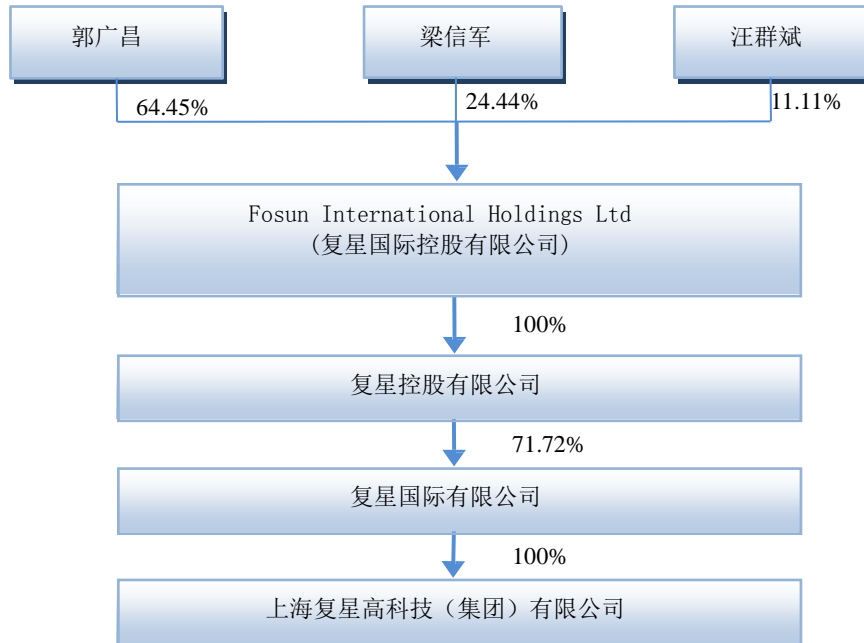 郭广昌
梁信军
汪群斌
64.45%
24.44%
11.11%
Fosun International Holdings Ltd
(复星国际控股有限公司)
100%
复星控股有限公司
71.72%
复星国际有限公司
100%
上海复星高科技（集团）有限公司